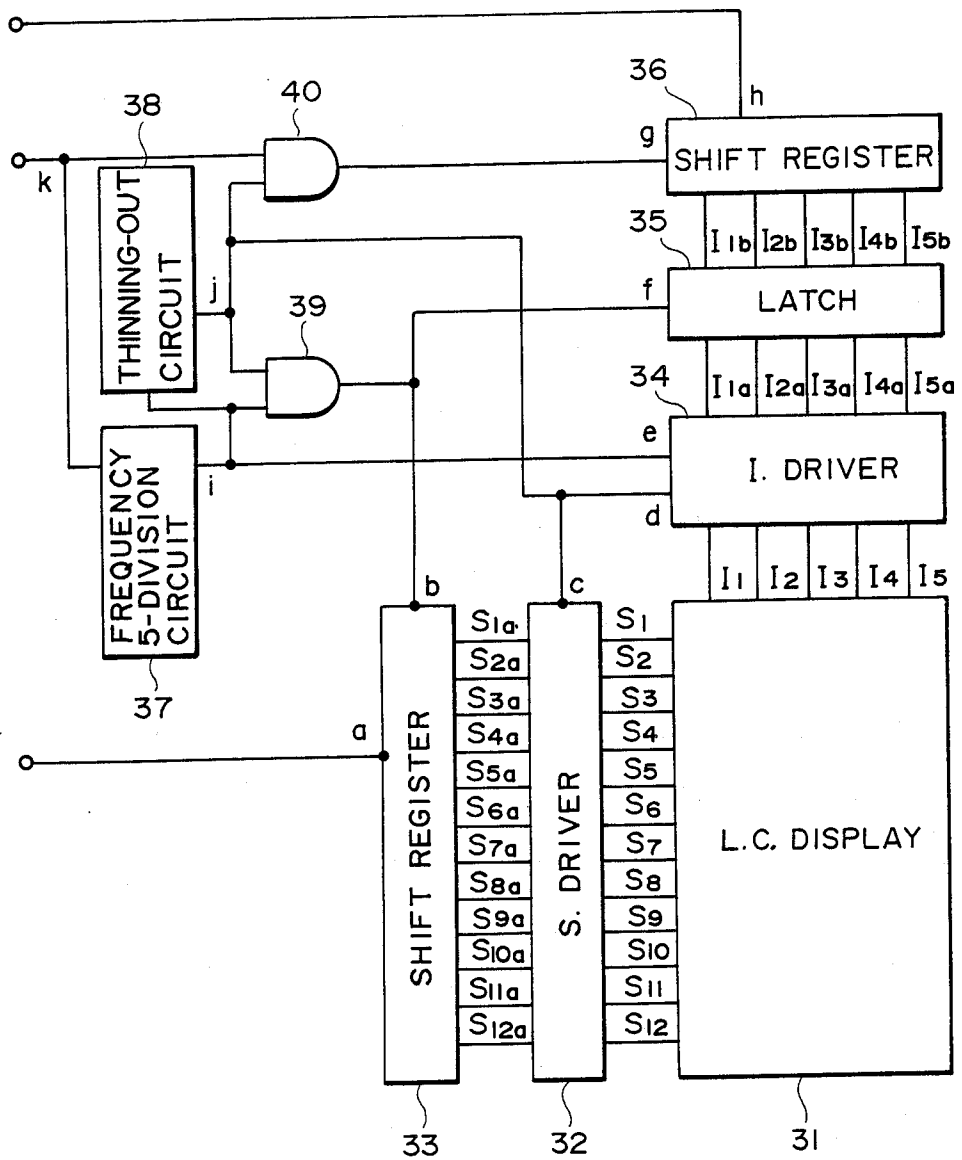 36
h
40
38
g
SHIFT REGISTER
k
THINNING-OUT
CIRCUIT
35
I1b I2b I3b I4b I5b
j
f
LATCH
39
34
I1a I2a I3a I4a I5a
e
I. DRIVER
i
d
FREQUENCY
5-DIVISION
CIRCUIT
I1 I2 I3 I4 I5
b
c
37
a
SHIFT REGISTER
S1a
S2a
S3a
S4a
S5a
S6a
S7a
S8a
S9a
S10a
S11a
S12a
S. DRIVER
S1
S2
S3
S4
S5
S6
S7
S8
S9
S10
S11
S12
L.C. DISPLAY
33
32
31